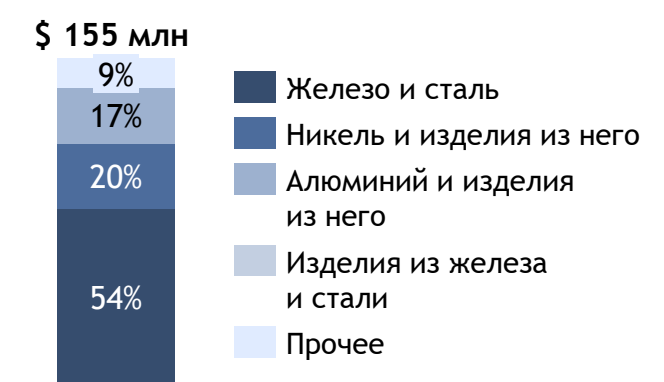 $ 155 млн
9%
17%
20%
54%
Железо и сталь
Никель и изделия из него
Алюминий и изделия
из него
Изделия из железа
и стали
Прочее